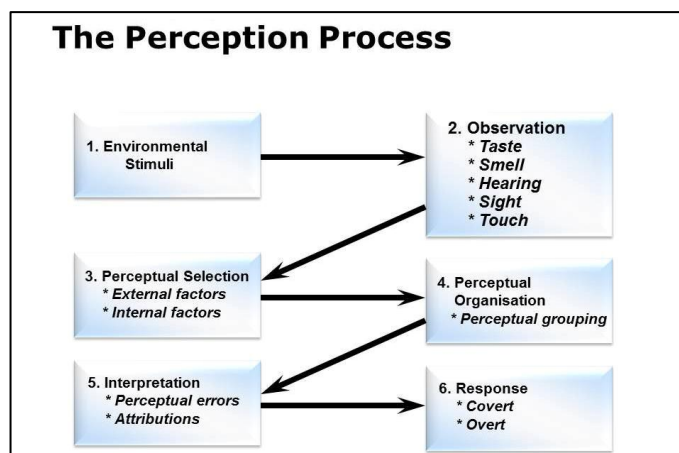 The Perception Process
1. Environmental
Stimuli
2. Observation
* Taste
* Smell
* Hearing
* Sight
* Touch
3. Perceptual Selection
* External factors
* Internal factors
4. Perceptual
Organisation
* Perceptual grouping
5. Interpretation
* Perceptual errors
* Attributions
6. Response
* Covert
* Overt